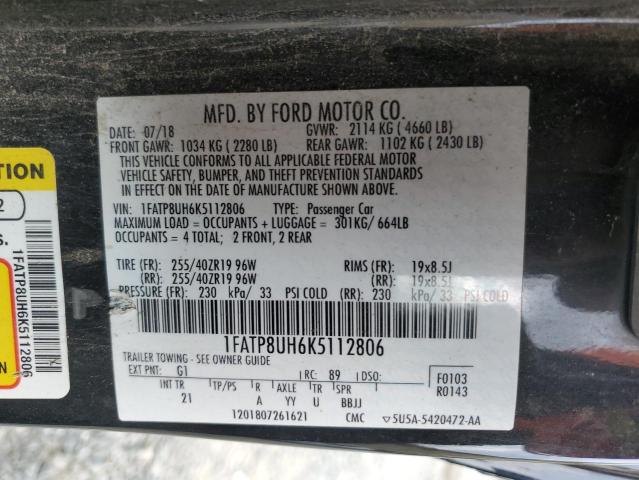 MFD. BY FORD MOTOR CO.
DATE: 07/18 GVWR: 2114 KG ( 4660 LB)
FRONT GAWR: 1034 KG ( 2280 LB) REAR GAWR: 1102 KG ( 2430 LB)
THIS VEHICLE CONFORMS TO ALL APPLICABLE FEDERAL MOTOR
VEHICLE SAFETY, BUMPER, AND THEFT PREVENTION STANDARDS
IN EFFECT ON THE DATE OF MANUFACTURE SHOWN ABOVE.
VIN: 1FATP8UH6K5112806 TYPE: Passenger Car
MAXIMUM LOAD = OCCUPANTS + LUGGAGE = 301KG/ 664LB
OCCUPANTS = 4 TOTAL; 2 FRONT, 2 REAR
TIRE (FR): 255/40ZR19 96W RIMS (FR): 19x8.5J
(RR): 255/40ZR19 96W (RR): 19x8.5J
PRESSURE (FR): 230 kPa/ 33 PSI COLD (RR): 230 kPa/ 33 PSI COLD
1FATP8UH6K5112806
TRAILER TOWING - SEE OWNER GUIDE
EXT PNT: G1 RC: 89 DSO: F0103
INT TR TP/PS R AXLE TR SPR R0143
21 A YY U BBJJ
1201807261621 CMC ▽5U5A-5420472-AA
TION
2
S.
1FATP8UH6K5112806